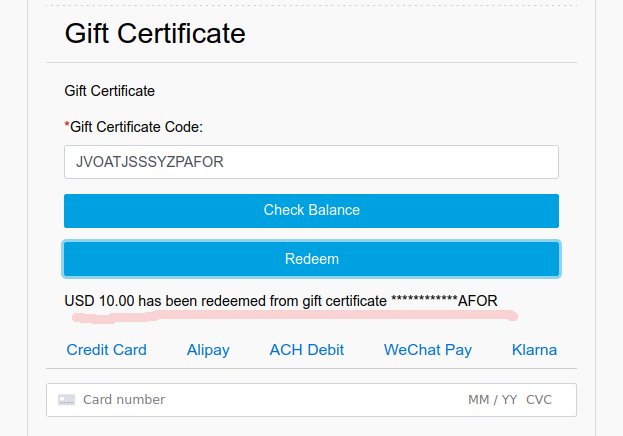 Gift Certificate
Gift Certificate
*Gift Certificate Code:
JVOATJSSSYZPAFOR
Check Balance
Redeem
USD 10.00 has been redeemed from gift certificate ************AFOR
Credit Card Alipay ACH Debit WeChat Pay Klarna
Card number MM / YY CVC